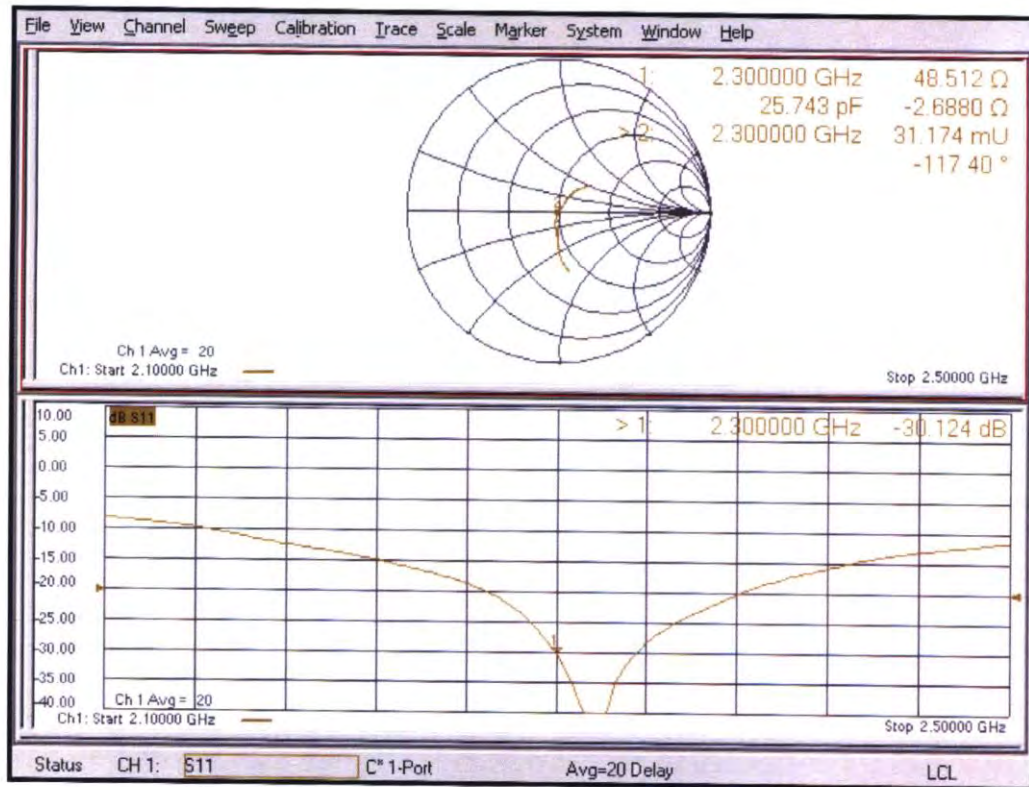 File View Channel Sweep Calibration Trace Scale Marker System Window Help
1: 2.300000 GHz 48.512 Ω
25.743 pF -2.6880 Ω
> 2: 2.300000 GHz 31.174 mU
-117.40 °
Ch 1 Avg = 20
Ch1: Start 2.10000 GHz
Stop 2.50000 GHz
10.00
dB S11
> 1: 2.300000 GHz -30.124 dB
5.00
0.00
-5.00
-10.00
-15.00
-20.00
-25.00
1
-30.00
-35.00
-40.00
Ch 1 Avg = 20
Ch1: Start 2.10000 GHz
Stop 2.50000 GHz
Status CH 1: S11 C* 1-Port Avg=20 Delay LCL